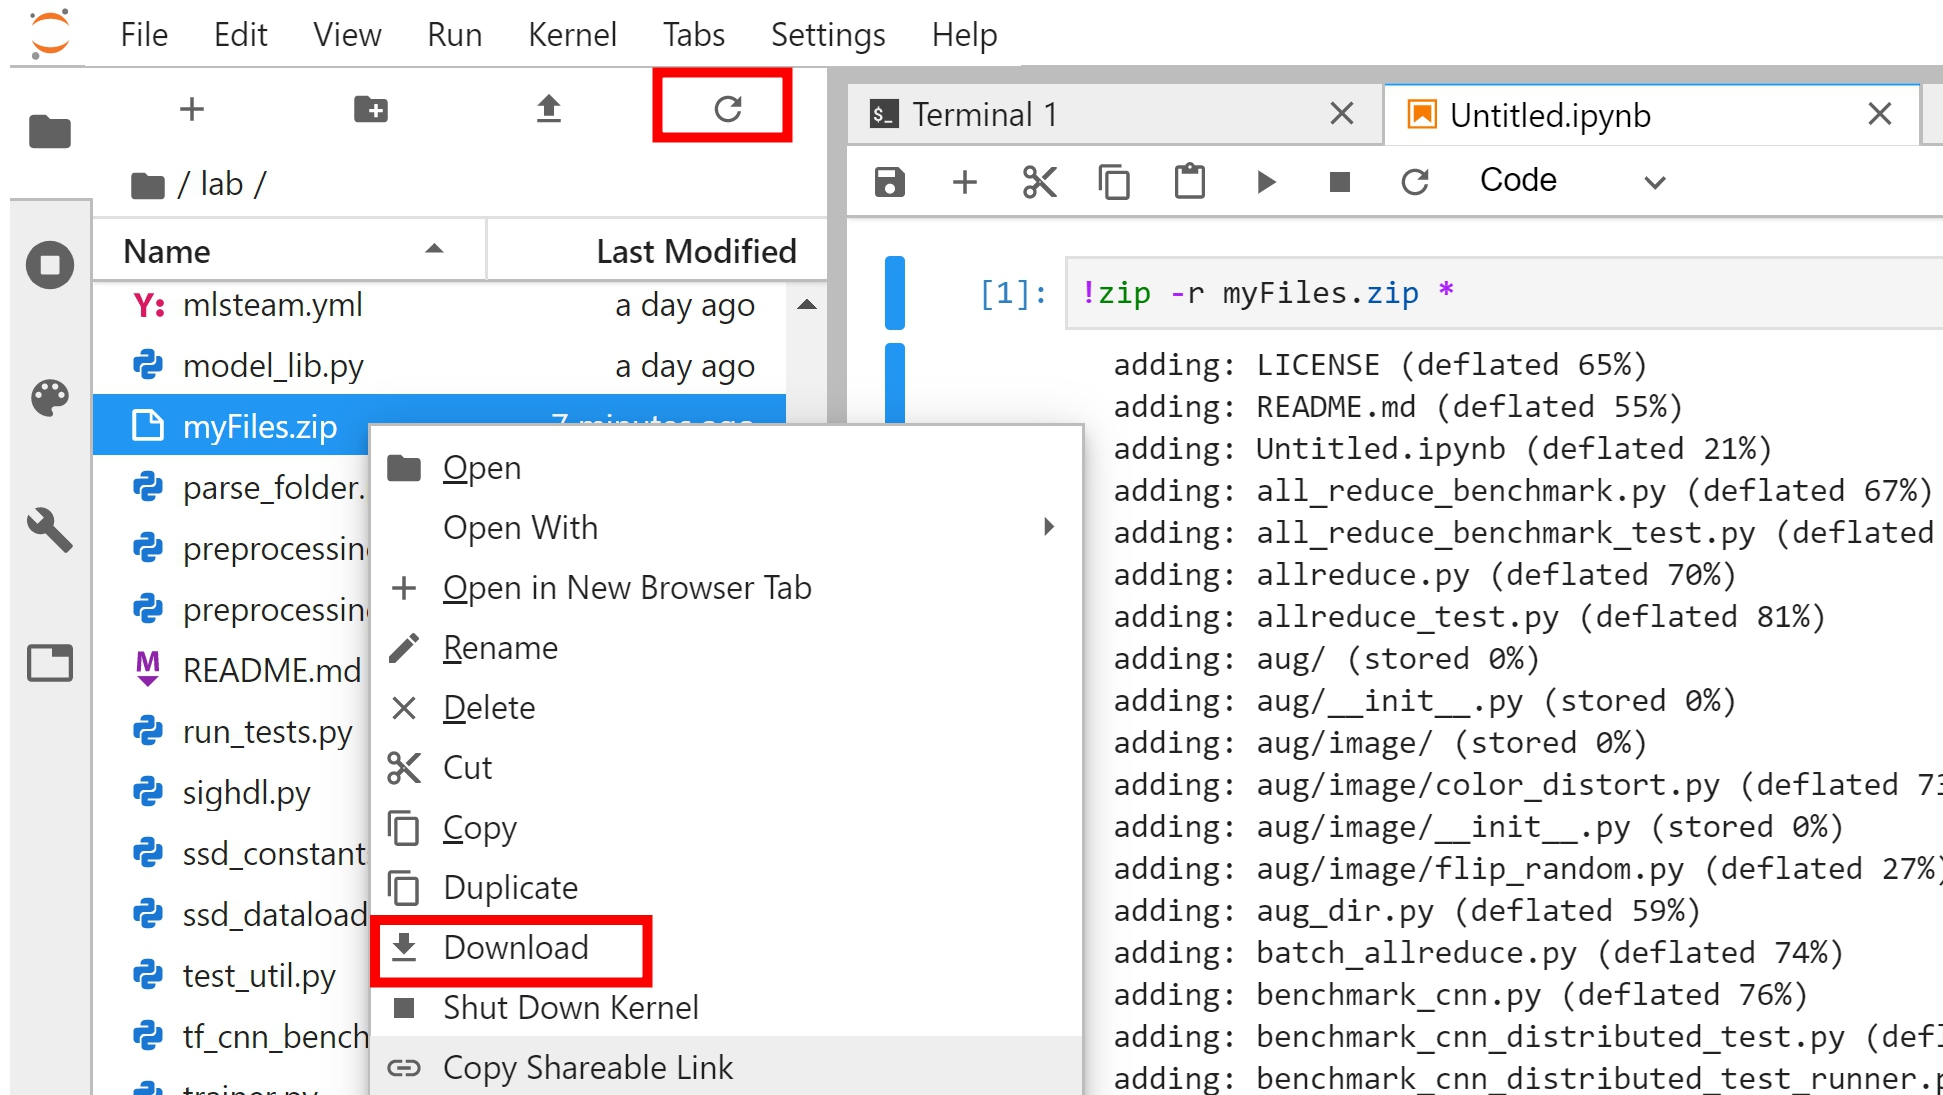 File Edit View Run Kernel Tabs Settings Help
/ lab /
Name Last Modified
Y: mlsteam.yml a day ago
model_lib.py a day ago
myFiles.zip 7 minutes ago
parse_folder.
preprocessing
preprocessing
M README.md
run_tests.py
sighdl.py
ssd_constant
ssd_dataload
test_util.py
tf_cnn_bench
trainer.py
Open
Open With
Open in New Browser Tab
Rename
Delete
Cut
Copy
Duplicate
Download
Shut Down Kernel
Copy Shareable Link
$_ Terminal 1
Untitled.ipynb
Code
[1]: !zip -r myFiles.zip *
adding: LICENSE (deflated 65%)
adding: README.md (deflated 55%)
adding: Untitled.ipynb (deflated 21%)
adding: all_reduce_benchmark.py (deflated 67%)
adding: all_reduce_benchmark_test.py (deflated
adding: allreduce.py (deflated 70%)
adding: allreduce_test.py (deflated 81%)
adding: aug/ (stored 0%)
adding: aug/__init__.py (stored 0%)
adding: aug/image/ (stored 0%)
adding: aug/image/color_distort.py (deflated 73
adding: aug/image/__init__.py (stored 0%)
adding: aug/image/flip_random.py (deflated 27%)
adding: aug_dir.py (deflated 59%)
adding: batch_allreduce.py (deflated 74%)
adding: benchmark_cnn.py (deflated 76%)
adding: benchmark_cnn_distributed_test.py (defl
adding: benchmark_cnn_distributed_test_runner.p